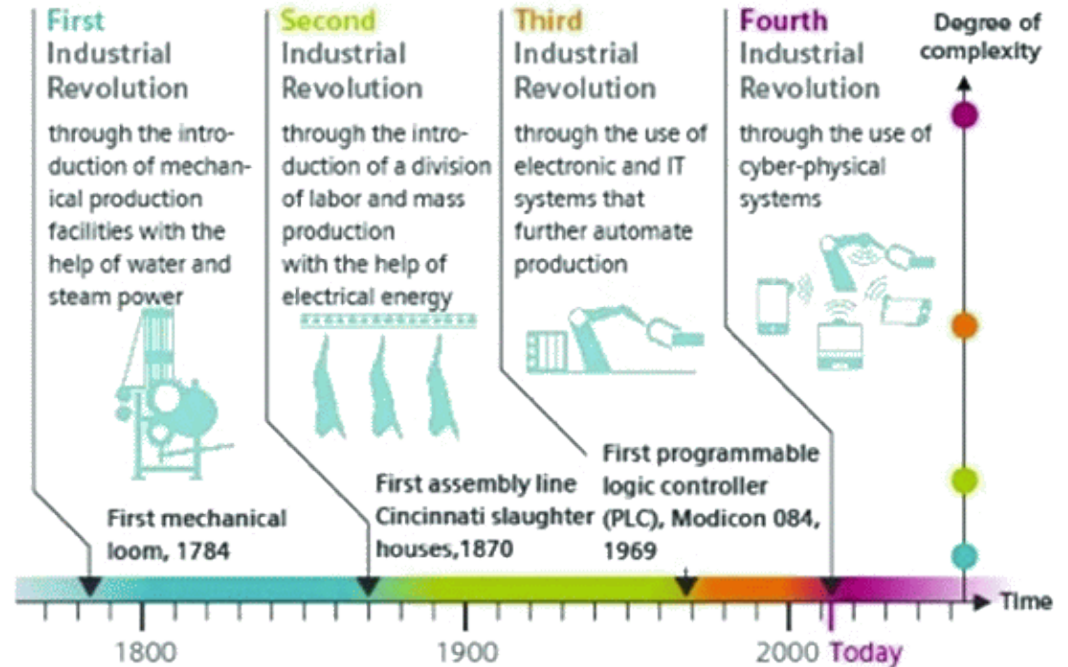 First
Industrial
Revolution
through the intro-
duction of mechan-
ical production
facilities with the
help of water and
steam power
First mechanical
loom, 1784
Second
Industrial
Revolution
through the intro-
duction of a division
of labor and mass
production
with the help of
electrical energy
First assembly line
Cincinnati slaughter
houses,1870
Third
Industrial
Revolution
through the use of
electronic and IT
systems that
further automate
production
First programmable
logic controller
(PLC), Modicon 084,
1969
Fourth
Industrial
Revolution
through the use of
cyber-physical
systems
Degree of
complexity
Time
1800
1900
2000
Today